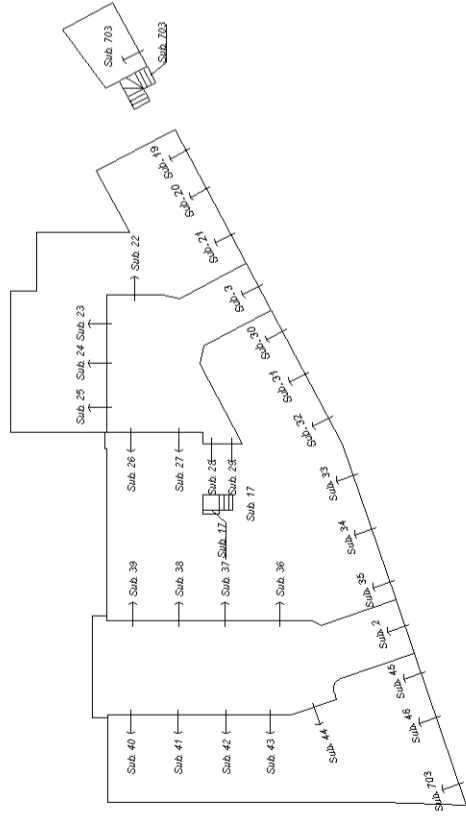 Sub. 703
Sub. 703
Sub. 19
Sub. 20
Sub. 21
Sub. 22
Sub. 3
Sub. 23
Sub. 24
Sub. 25
Sub. 30
Sub. 31
Sub. 32
Sub. 26
Sub. 27
Sub. 28
Sub. 29
Sub. 17
Sub. 17
Sub. 33
Sub. 34
Sub. 35
Sub. 39
Sub. 38
Sub. 37
Sub. 36
Sub. 2
Sub. 45
Sub. 46
Sub. 40
Sub. 41
Sub. 42
Sub. 43
Sub. 44
Sub. 703